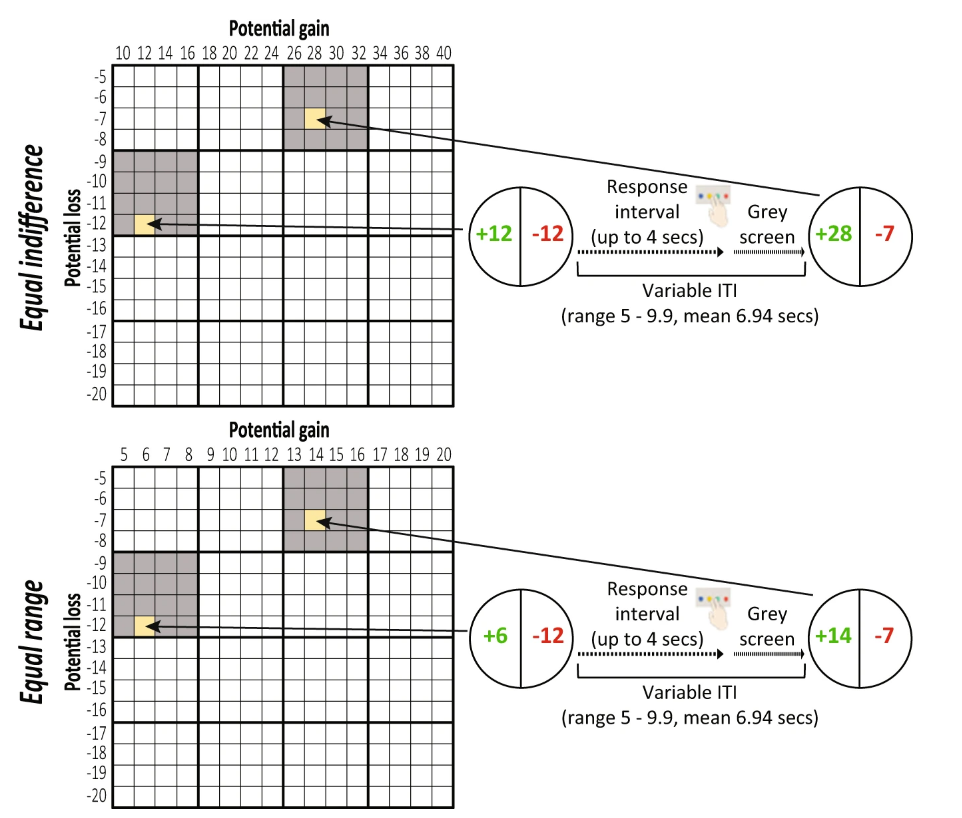 Potential gain
10 12 14 16 18 20 22 24 26 28 30 32 34 36 38 40
Equal indifference
Potential loss
-5
-6
-7
-8
-9
-10
-11
-12
-13
-14
-15
-16
-17
-18
-19
-20
+12 -12
Response
interval
(up to 4 secs)
Grey
screen
+28 -7
Variable ITI
(range 5 - 9.9, mean 6.94 secs)
Potential gain
5 6 7 8 9 10 11 12 13 14 15 16 17 18 19 20
Equal range
Potential loss
-5
-6
-7
-8
-9
-10
-11
-12
-13
-14
-15
-16
-17
-18
-19
-20
+6 -12
Response
interval
(up to 4 secs)
Grey
screen
+14 -7
Variable ITI
(range 5 - 9.9, mean 6.94 secs)